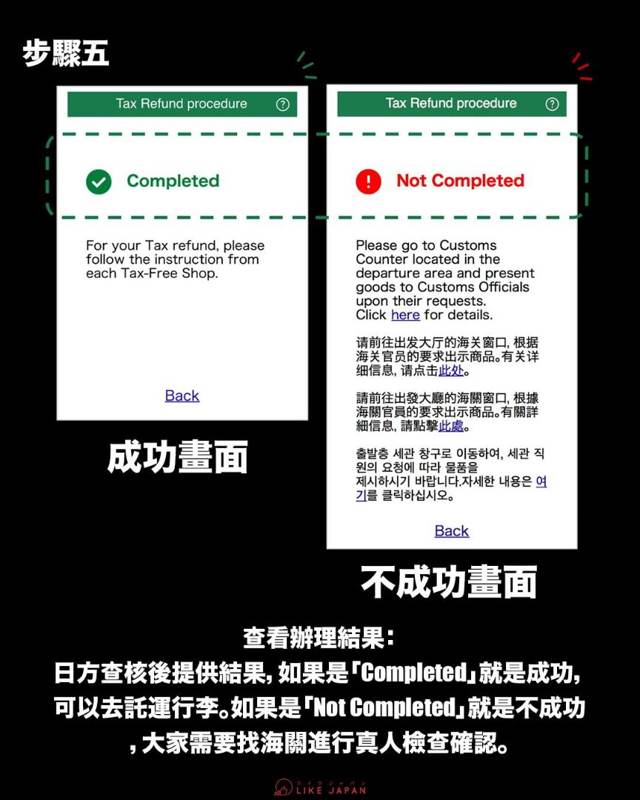 步驟五
Tax Refund procedure ?
Completed
For your Tax refund, please
follow the instruction from
each Tax-Free Shop.
Back
成功畫面
Tax Refund procedure ?
! Not Completed
Please go to Customs
Counter located in the
departure area and present
goods to Customs Officials
upon their requests.
Click here for details.
请前往出发大厅的海关窗口, 根据
海关官员的要求出示商品。有关详
细信息, 请点击此处。
請前往出發大廳的海關窗口, 根據
海關官員的要求出示商品。有關詳
細信息, 請點擊此處。
출발층 세관 창구로 이동하여, 세관 직
원의 요청에 따라 물품을
제시하시기 바랍니다.자세한 내용은 여
기를 클릭하십시오。
Back
不成功畫面
查看辦理結果：
日方查核後提供結果, 如果是「Completed」就是成功,
可以去託運行李。如果是「Not Completed」就是不成功
, 大家需要找海關進行真人檢查確認。
LIKE JAPAN